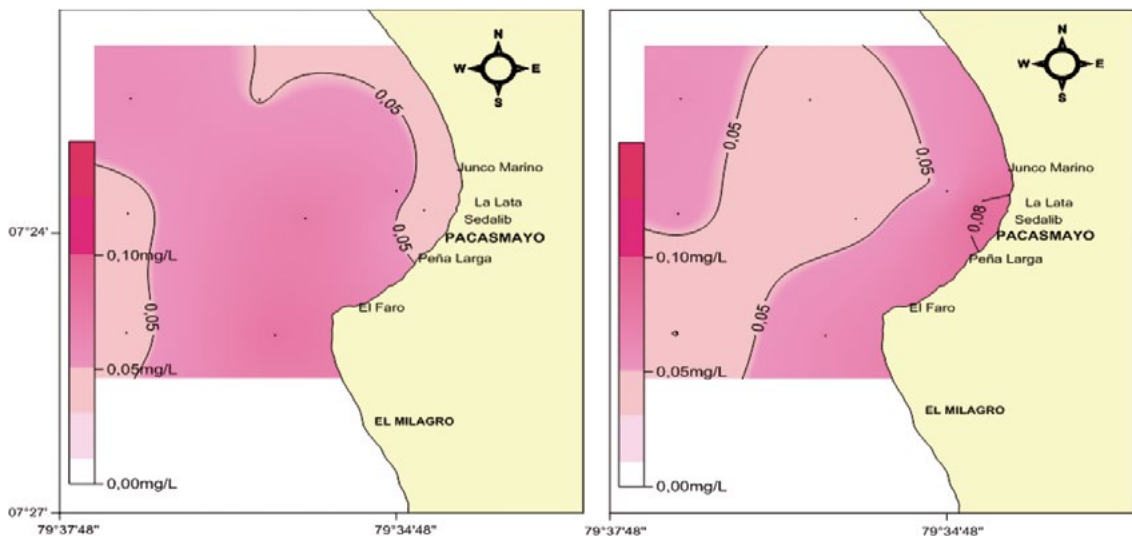 N
W E
S
0,05
Junco Marino
La Lata
Sedalib
07°24'
PACASMAYO
0,05
0,10mg/L
Peña Larga
El Faro
0,05
0,05mg/L
EL MILAGRO
0,00mg/L
07°27'
79°37'48"
79°34'48"
N
W E
S
0,05
0,05
Junco Marino
La Lata
0,08
Sedalib
PACASMAYO
0,10mg/L
Peña Larga
El Faro
0,05
0,05mg/L
EL MILAGRO
0,00mg/L
79°37'48"
79°34'48"